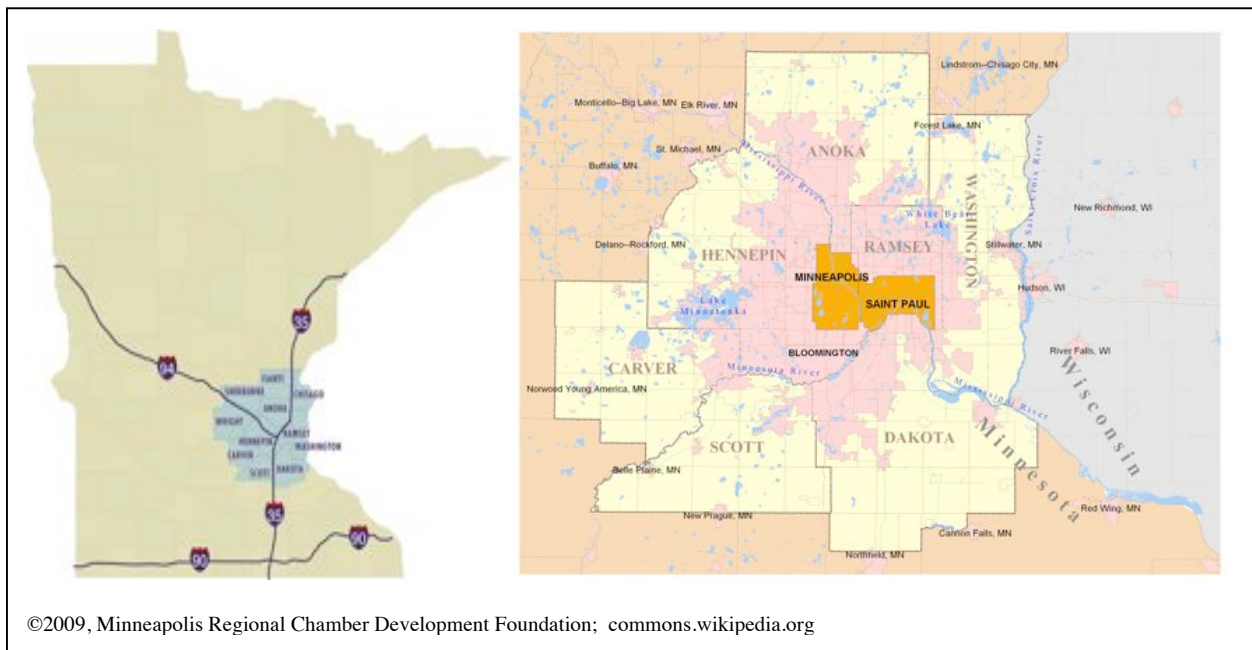 94
35
ISANTI
SHERBURNE
CHISAGO
ANOKA
WRIGHT
HENNEPIN
RAMSEY
WASHINGTON
CARVER
SCOTT
DAKOTA
35
90
90
Lindstrom--Chisago City, MN
Monticello--Big Lake, MN
Elk River, MN
Forest Lake, MN
St. Michael, MN
ANOKA
Buffalo, MN
Mississippi River
WASHINGTON
Saint Croix River
New Richmond, WI
White Bear
Lake
Delano--Rockford, MN
HENNEPIN
RAMSEY
Stillwater, MN
MINNEAPOLIS
Hudson, WI
Lake
Minnetonka
SAINT PAUL
BLOOMINGTON
River Falls, WI
CARVER
Minnesota River
Norwood Young America, MN
Mississippi River
Wisconsin
SCOTT
DAKOTA
Minnesota
Belle Plaine, MN
New Prague, MN
Red Wing, MN
Cannon Falls, MN
Northfield, MN
©2009, Minneapolis Regional Chamber Development Foundation; commons.wikipedia.org